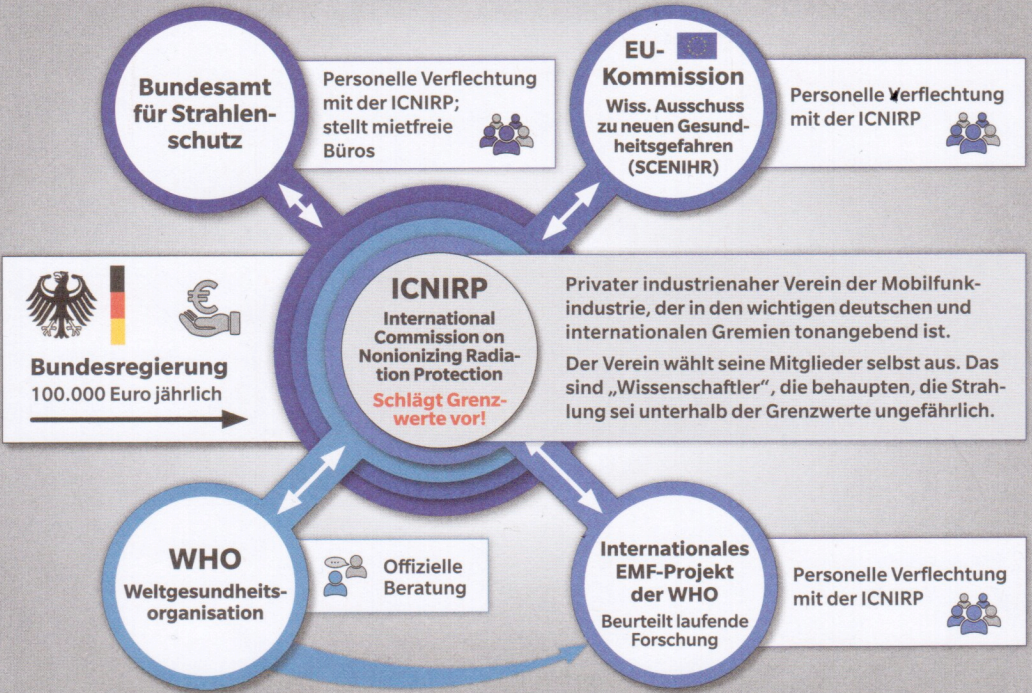 Bundesamt
für Strahlen-
schutz
Personelle Verflechtung
mit der ICNIRP;
stellt mietfreie
Büros
EU-
Kommission
Wiss. Ausschuss
zu neuen Gesund-
heitsgefahren
(SCENIHR)
Personelle Verflechtung
mit der ICNIRP
Bundesregierung
100.000 Euro jährlich
ICNIRP
International
Commission on
Nonionizing Radia-
tion Protection
Schlägt Grenz-
werte vor!
Privater industrienaher Verein der Mobilfunk-
industrie, der in den wichtigen deutschen und
internationalen Gremien tonangebend ist.
Der Verein wählt seine Mitglieder selbst aus. Das
sind „Wissenschaftler“, die behaupten, die Strah-
lung sei unterhalb der Grenzwerte ungefährlich.
WHO
Weltgesundheits-
organisation
Offizielle
Beratung
Internationales
EMF-Projekt
der WHO
Beurteilt laufende
Forschung
Personelle Verflechtung
mit der ICNIRP